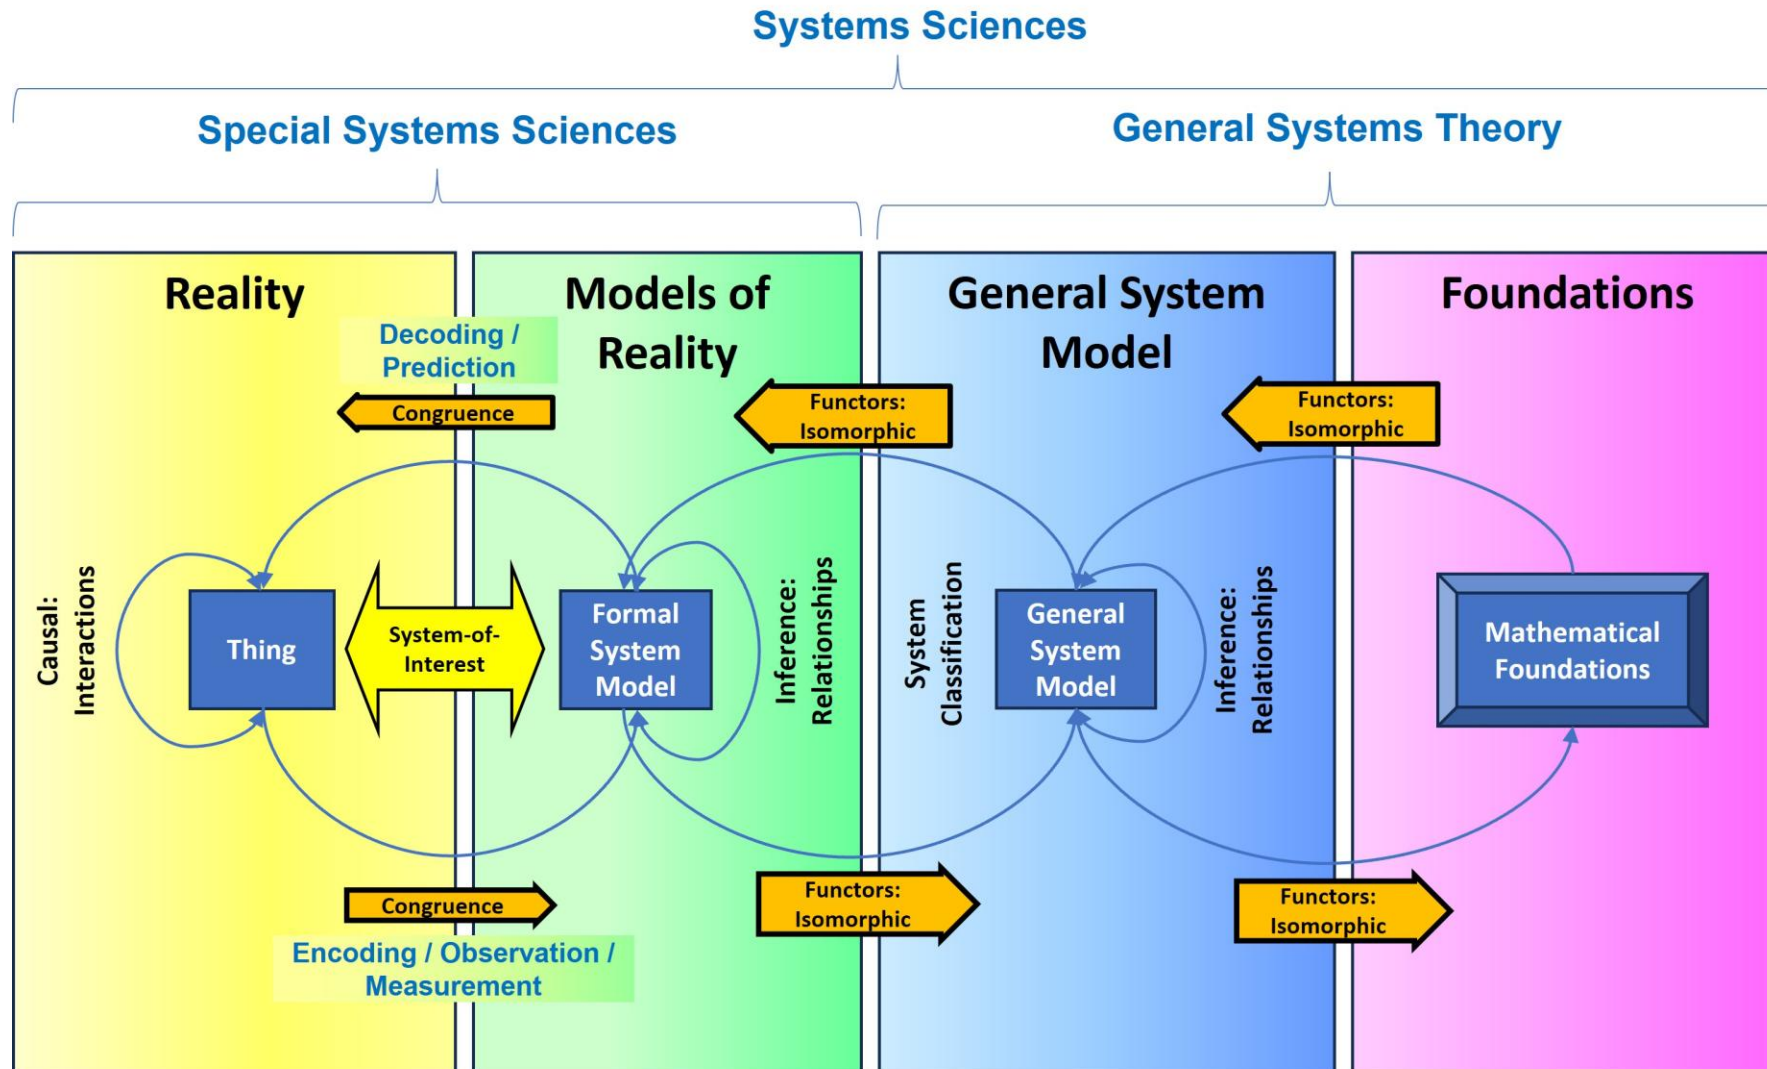 Systems Sciences
Special Systems Sciences
General Systems Theory
Reality
Models of
Reality
General System
Model
Foundations
Decoding /
Prediction
Congruence
Functors:
Isomorphic
Functors:
Isomorphic
Causal:
Interactions
Thing
System-of-
Interest
Formal
System
Model
Inference:
Relationships
System
Classification
General
System
Model
Inference:
Relationships
Mathematical
Foundations
Congruence
Encoding / Observation /
Measurement
Functors:
Isomorphic
Functors:
Isomorphic